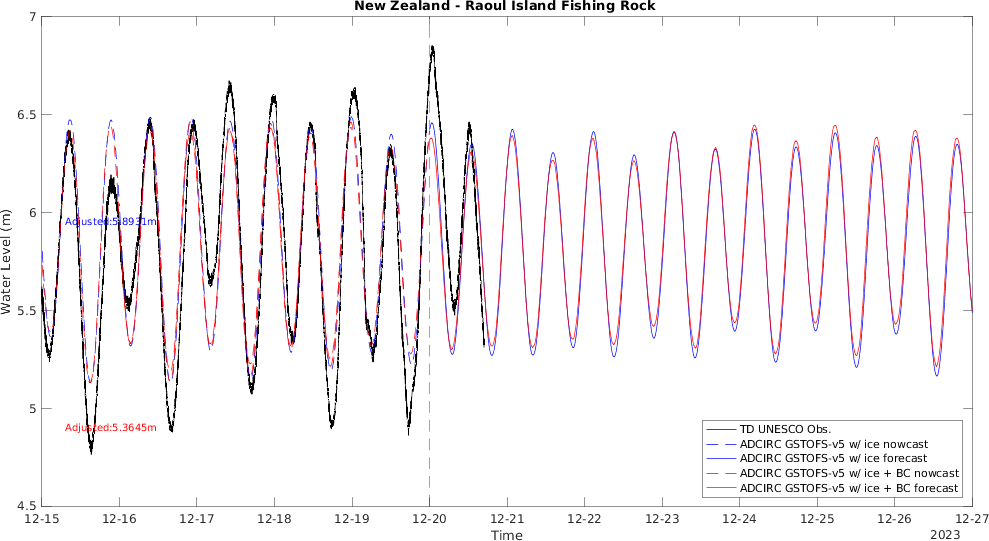 New Zealand - Raoul Island Fishing Rock
7
6.5
6
5.5
5
4.5
Water Level (m)
Adjusted:5.8931m
Adjusted:5.3645m
TD UNESCO Obs.
ADCIRC GSTOFS-v5 w/ ice nowcast
ADCIRC GSTOFS-v5 w/ ice forecast
ADCIRC GSTOFS-v5 w/ ice + BC nowcast
ADCIRC GSTOFS-v5 w/ ice + BC forecast
12-15 12-16 12-17 12-18 12-19 12-20 12-21 12-22 12-23 12-24 12-25 12-26 12-27
Time
2023